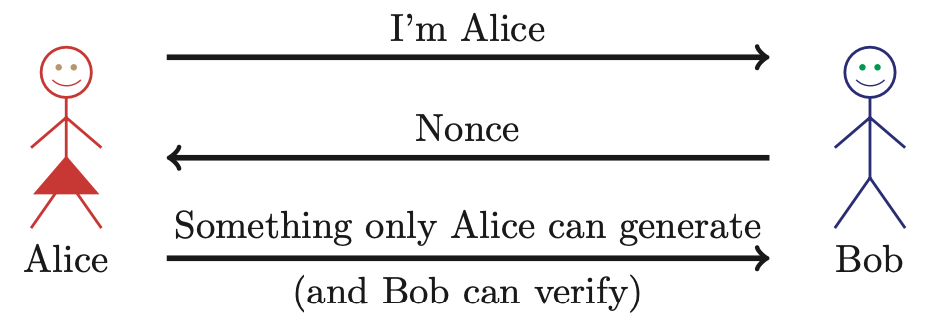 I'm Alice
Nonce
Something only Alice can generate
(and Bob can verify)
Alice
Bob